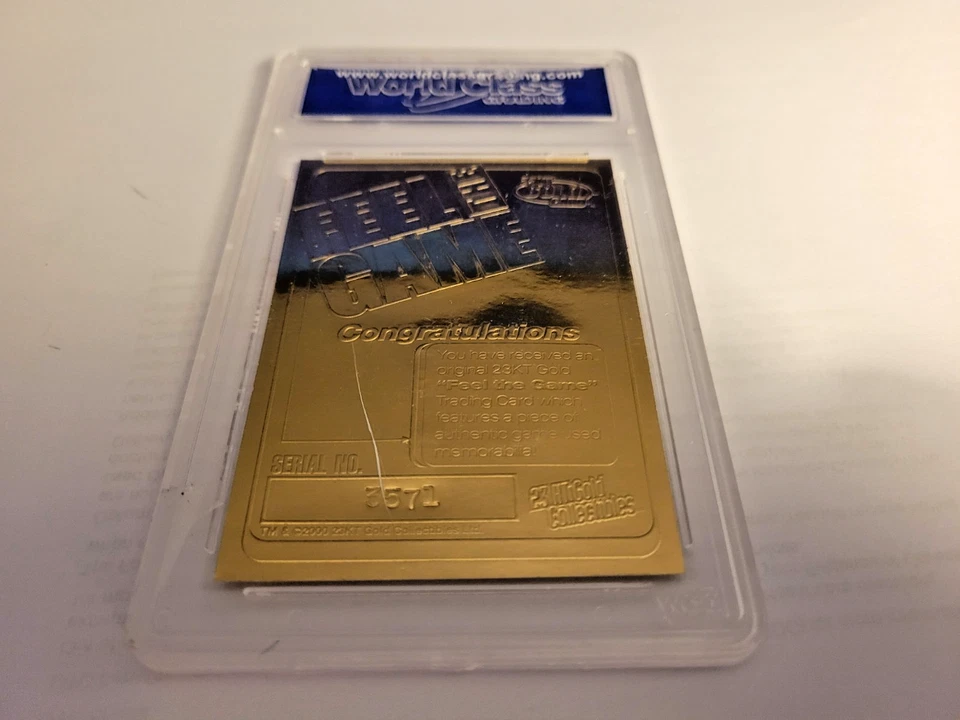 www.worldclassgrading.com
World Class
GRADING
FEEL THE
GAME
Congratulations
You have received an
original 23KT Gold
"Feel the Game"
Trading Card which
features a piece of
authentic game used
memorabilia!
SERIAL NO.
3571
23KT Gold
Collectibles
TM & ©2000 23KT Gold Collectibles Ltd.